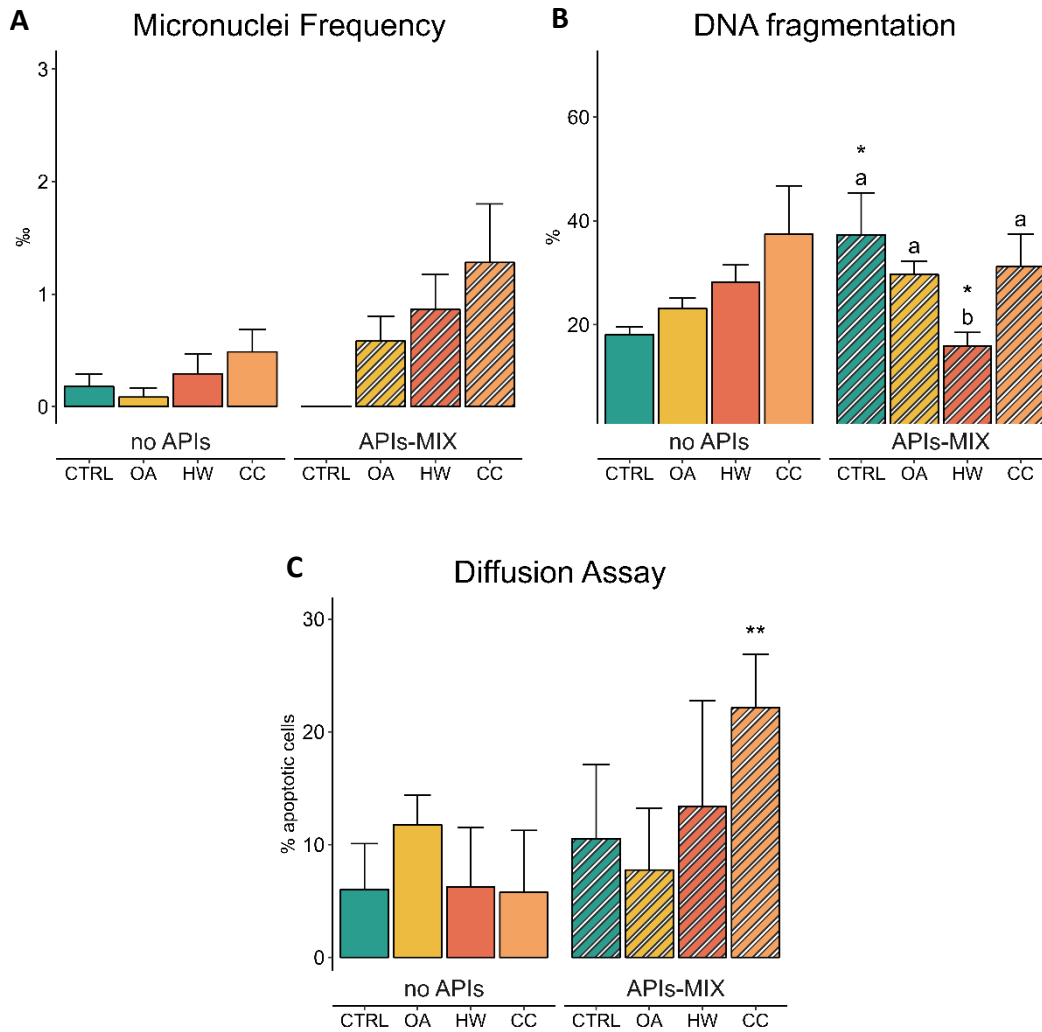 A
Micronuclei Frequency
3
2
1
0
‰
no APIs
APIs-MIX
CTRL OA HW CC CTRL OA HW CC
B
DNA fragmentation
60
40
20
%
*
a
a
*
b
a
no APIs
APIs-MIX
CTRL OA HW CC CTRL OA HW CC
C
Diffusion Assay
30
20
10
0
% apoptotic cells
**
no APIs
APIs-MIX
CTRL OA HW CC CTRL OA HW CC